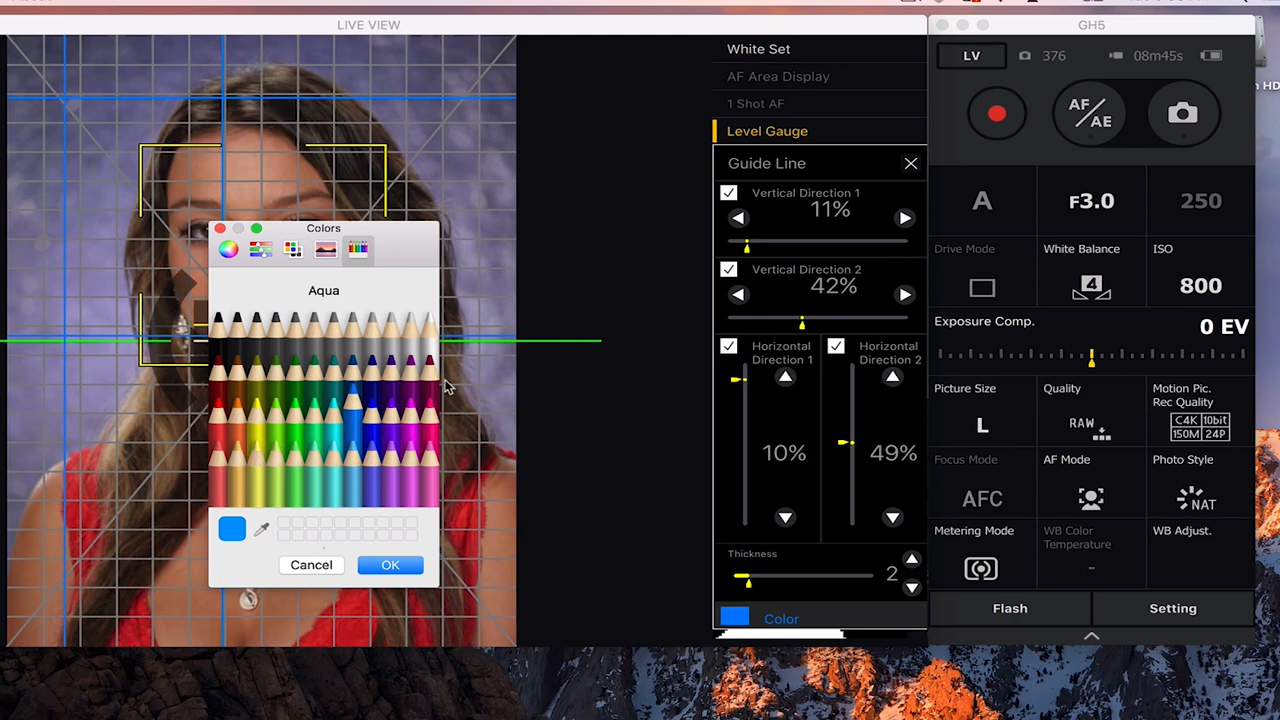 LIVE VIEW
White Set
AF Area Display
1 Shot AF
Level Gauge
Guide Line
Vertical Direction 1
11%
Vertical Direction 2
42%
Horizontal
Direction 1
Horizontal
Direction 2
10%
49%
Thickness
2
Color
Colors
Aqua
Cancel
OK
GH5
LV
376
08m45s
AF/AE
A
F3.0
250
Drive Mode
White Balance
ISO
4
800
Exposure Comp.
0 EV
Picture Size
Quality
Motion Pic.
Rec Quality
L
RAW
C4K 10bit
150M 24P
Focus Mode
AF Mode
Photo Style
AFC
NAT
Metering Mode
WB Color
Temperature
WB Adjust.
-
Flash
Setting
HD